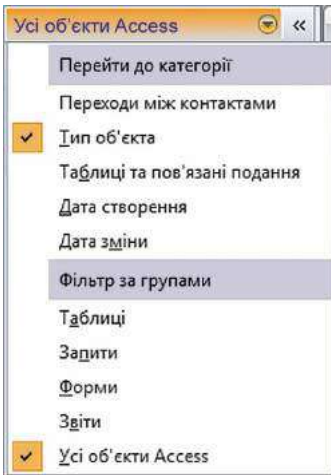 Усі об'єкти Access
Перейти до категорії
Переходи між контактами
Тип об'єкта
Таблиці та пов'язані подання
Дата створення
Дата зміни
Фільтр за групами
Таблиці
Запити
Форми
Звіти
Усі об'єкти Access